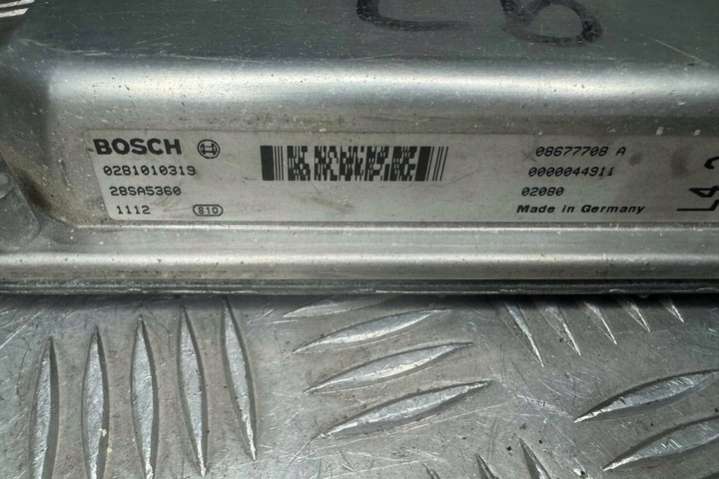 BOSCH
0281010319
28SA5360
1112 810
08677708 A
0000044911
02080
Made in Germany